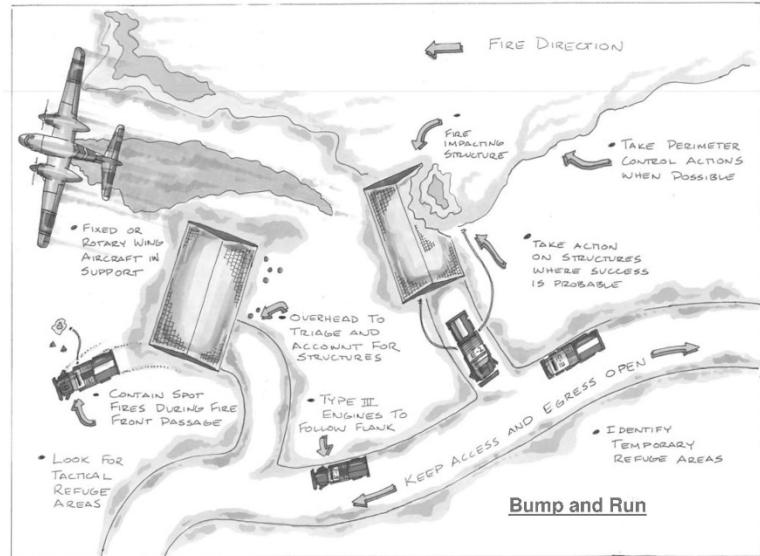 FIRE DIRECTION
FIRE
IMPACTING
STRUCTURE
• TAKE PERIMETER
CONTROL ACTIONS
WHEN POSSIBLE
• FIXED OR
ROTARY WING
AIRCRAFT IN
SUPPORT
• TAKE ACTION
ON STRUCTURES
WHERE SUCCESS
IS PROBABLE
• OVERHEAD TO
TRIAGE AND
ACCOUNT FOR
STRUCTURES
• CONTAIN SPOT
FIRES DURING FIRE
FRONT PASSAGE
• TYPE III
ENGINES TO
FOLLOW FLANK
KEEP ACCESS AND EGRESS OPEN
• LOOK FOR
TACTICAL
REFUGE
AREAS
• IDENTIFY
TEMPORARY
REFUGE AREAS
Bump and Run